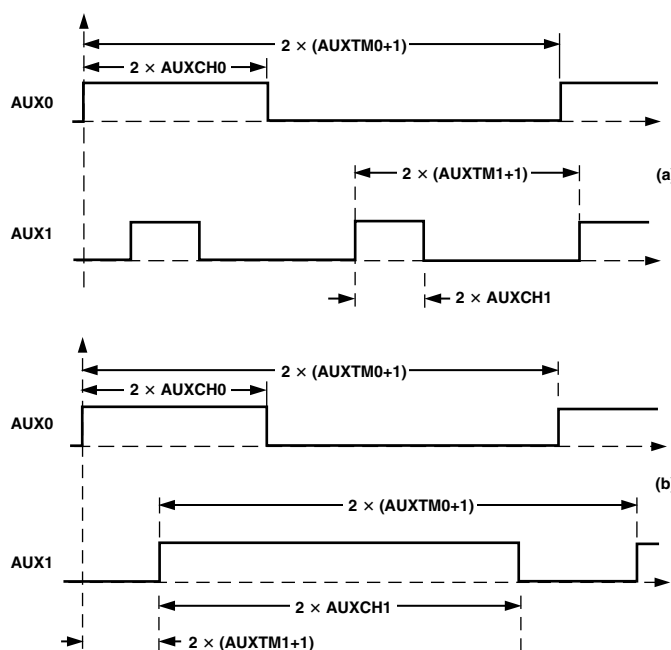 2 × (AUXTM0+1)
2 × AUXCH0
AUX0
2 × (AUXTM1+1)
(a
AUX1
2 × AUXCH1
2 × (AUXTM0+1)
2 × AUXCH0
AUX0
(b
2 × (AUXTM0+1)
AUX1
2 × AUXCH1
2 × (AUXTM1+1)